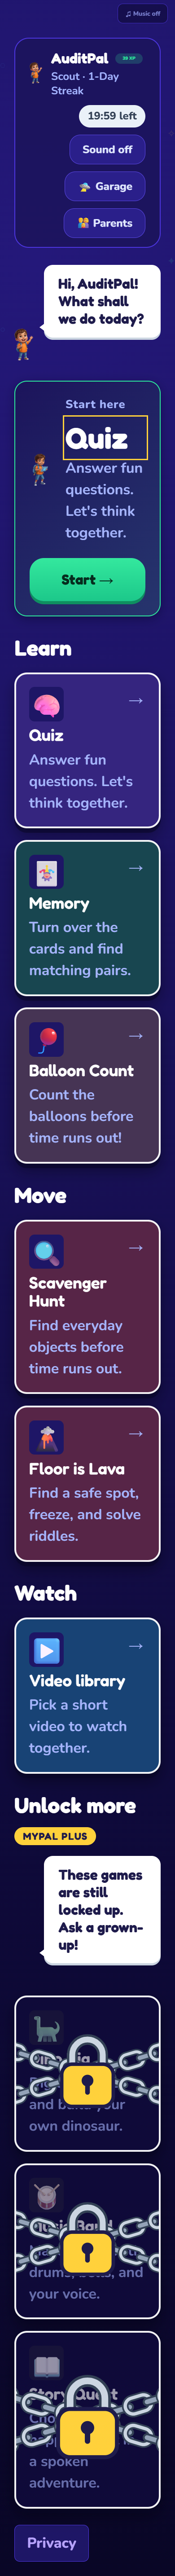 ♫ Music off
AuditPal
Scout · 1-Day
Streak
19:59 left
Sound off
Garage
Parents
Hi, AuditPal!
What shall
we do today?
Start here
Quiz
Answer fun
questions.
Let's think
together.
Start →
Learn
→
Quiz
Answer fun
questions. Let's
think together.
→
Memory
Turn over the
cards and find
matching pairs.
→
Balloon Count
Count the
balloons before
time runs out!
Move
→
Scavenger
Hunt
Find everyday
objects before
time runs out.
→
Floor is Lava
Find a safe spot,
freeze, and solve
riddles.
Watch
→
Video library
Pick a short
video to watch
together.
Unlock more
MYPAL PLUS
These games
are still
locked up.
Ask a grown-
up!
and build your
own dinosaur.
drums, and
your voice.
Story Quest
a spoken
adventure.
Privacy